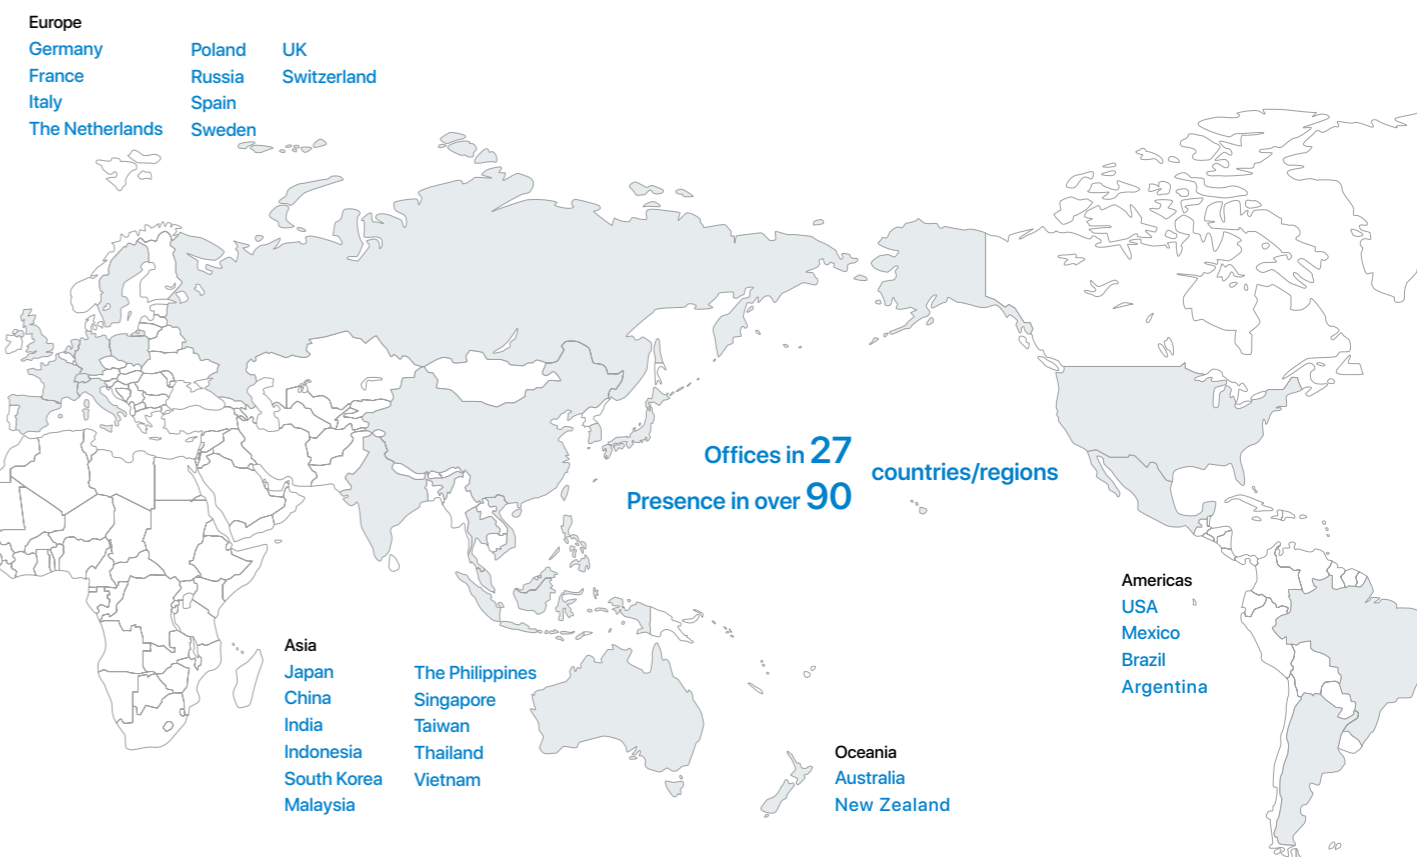 Europe
Germany
France
Italy
The Netherlands
Poland
Russia
Spain
Sweden
UK
Switzerland
Offices in 27
Presence in over 90
countries/regions
Americas
USA
Mexico
Brazil
Argentina
Asia
Japan
China
India
Indonesia
South Korea
Malaysia
The Philippines
Singapore
Taiwan
Thailand
Vietnam
Oceania
Australia
New Zealand